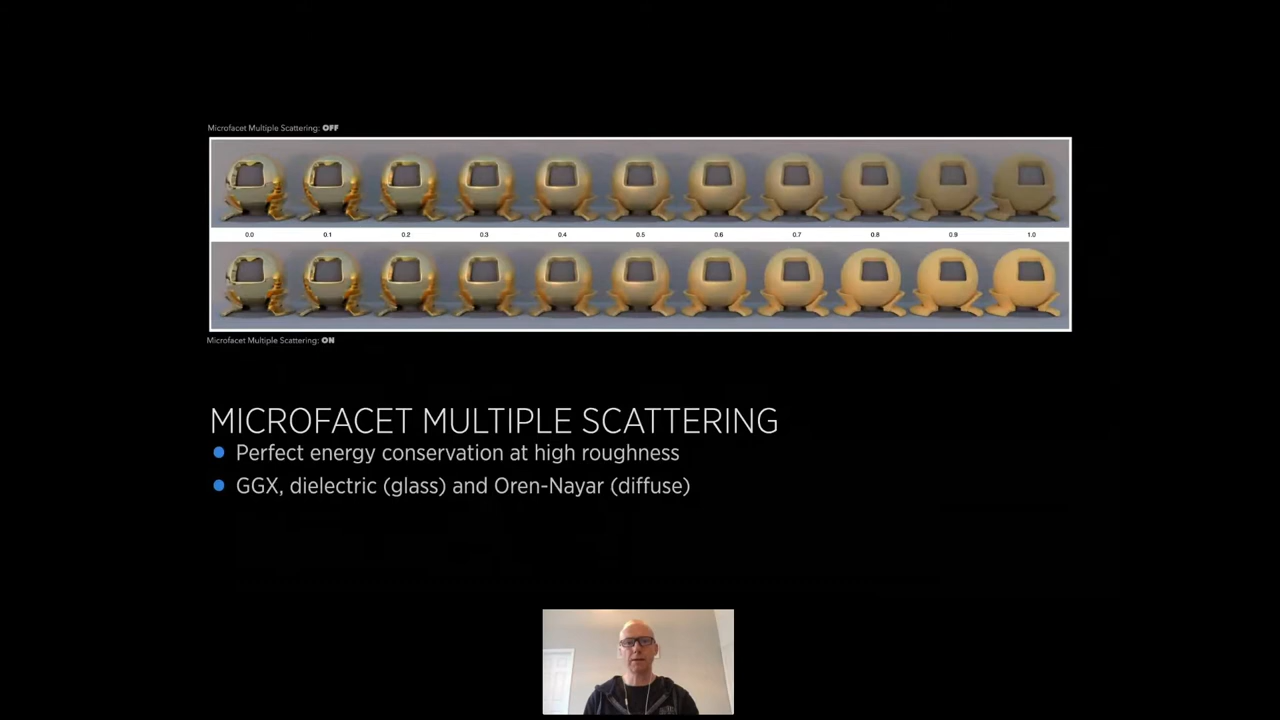 Microfacet Multiple Scattering: OFF
0.0 0.1 0.2 0.3 0.4 0.5 0.6 0.7 0.8 0.9 1.0
Microfacet Multiple Scattering: ON
MICROFACET MULTIPLE SCATTERING
Perfect energy conservation at high roughness
GGX, dielectric (glass) and Oren-Nayar (diffuse)